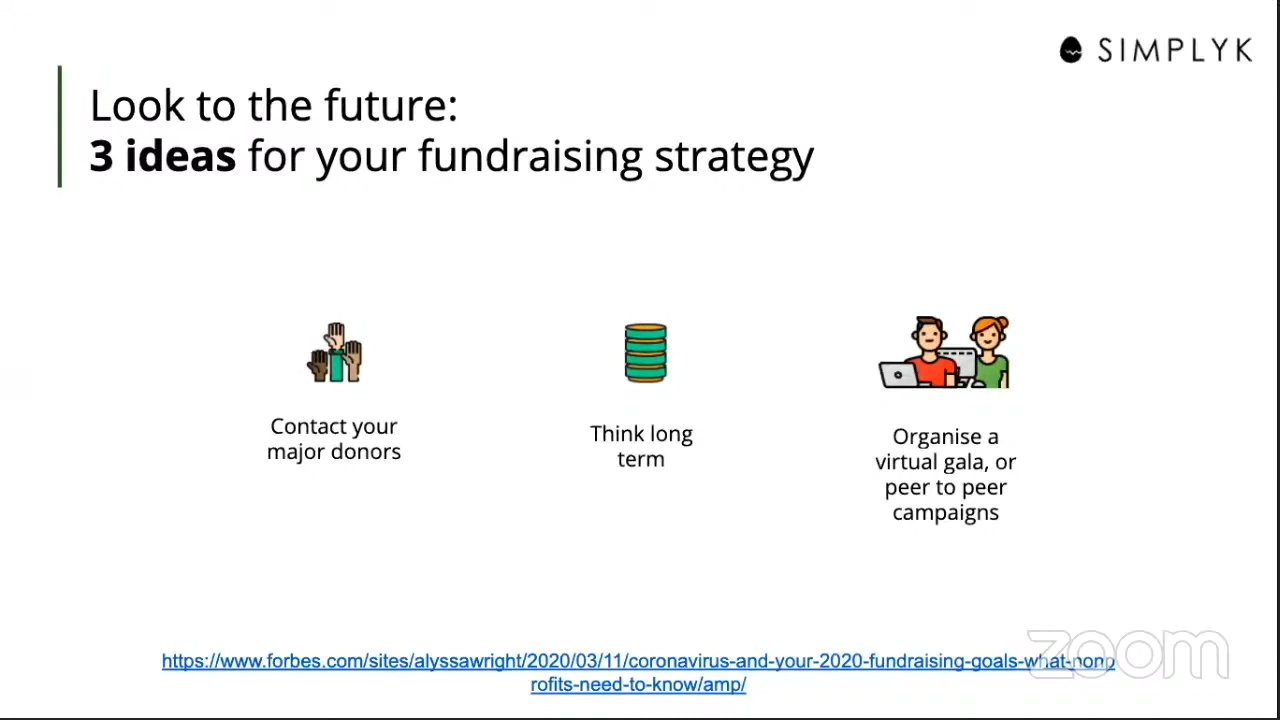 SIMPLYK
Look to the future:
3 ideas for your fundraising strategy
Contact your
major donors
Think long
term
Organise a
virtual gala, or
peer to peer
campaigns
https://www.forbes.com/sites/alyssawright/2020/03/11/coronavirus-and-your-2020-fundraising-goals-what-nonp
rofits-need-to-know/amp/
zoom